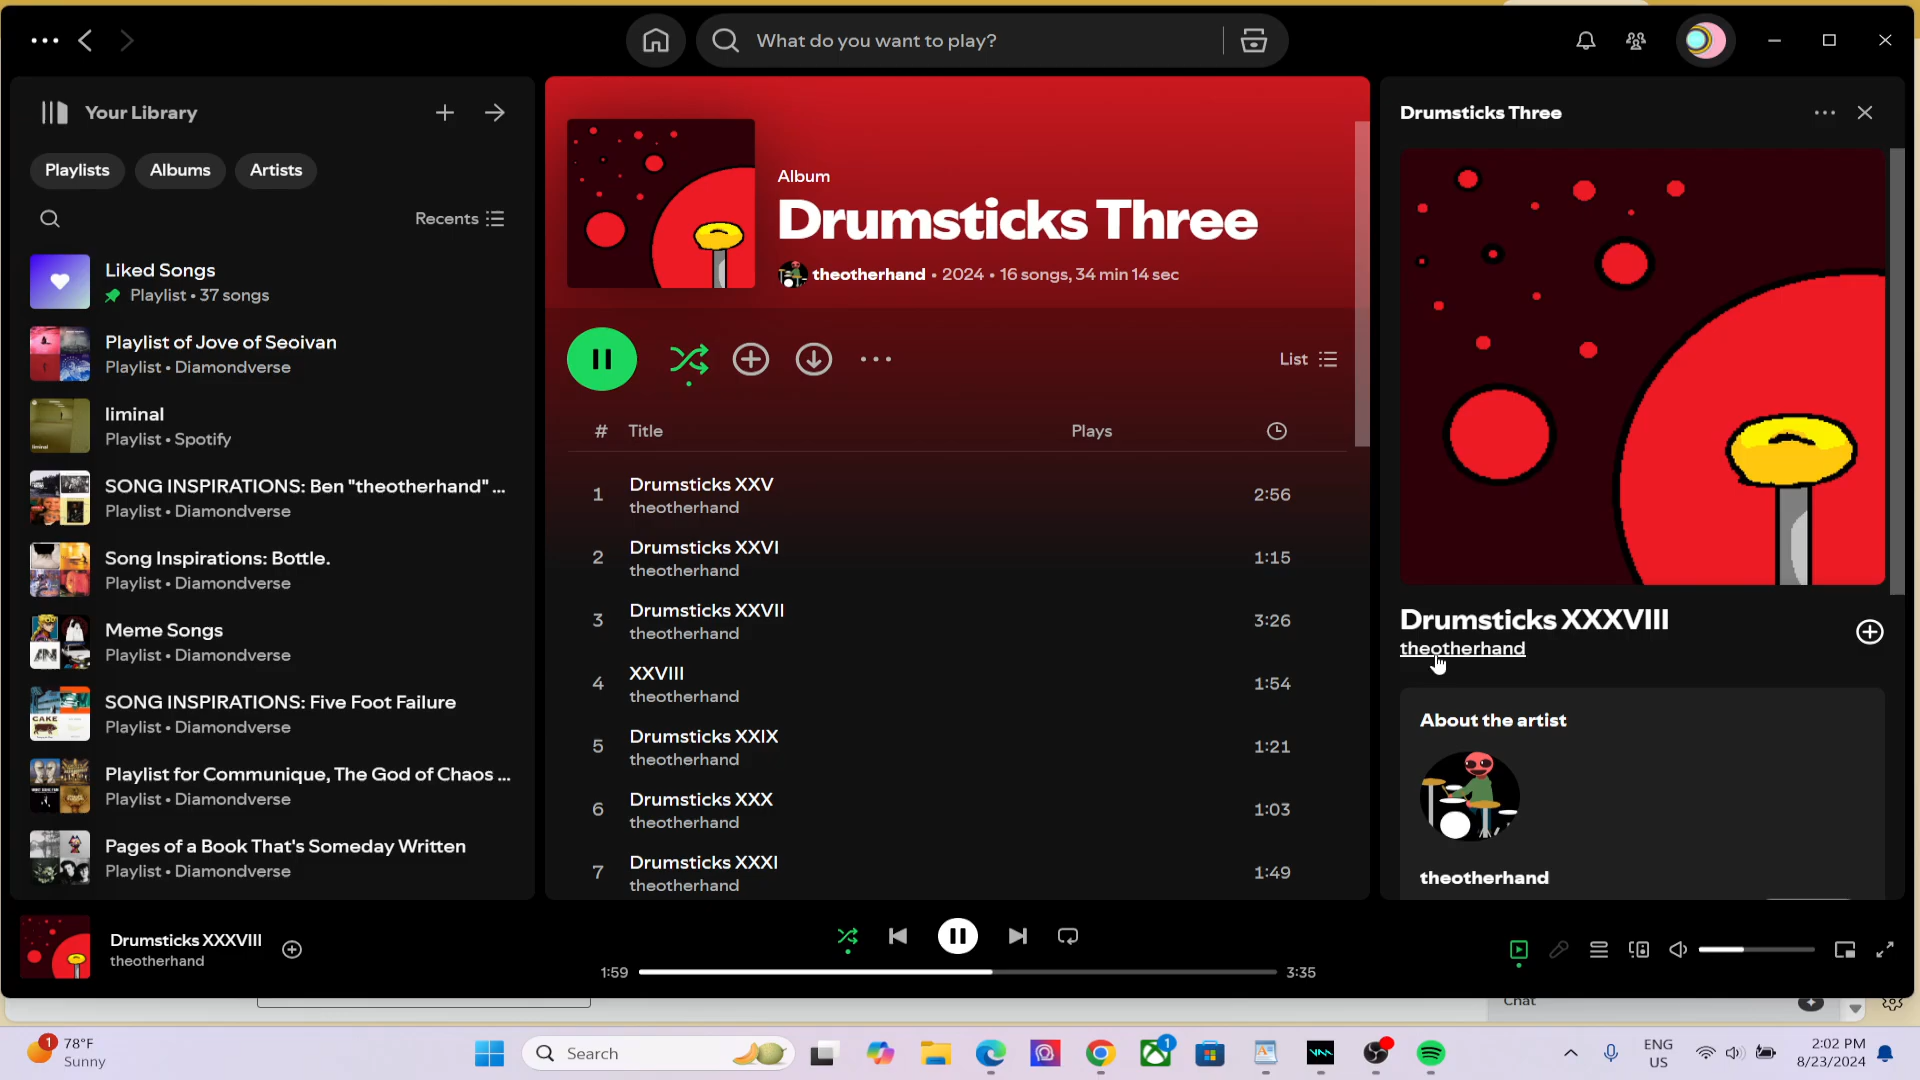 What do you want to play?
Your Library
Playlists
Albums
Artists
Recents
Liked Songs
Playlist • 37 songs
Playlist of Jove of Seoivan
Playlist • Diamondverse
liminal
Playlist • Spotify
SONG INSPIRATIONS: Ben "theotherhand" ...
Playlist • Diamondverse
Song Inspirations: Bottle.
Playlist • Diamondverse
Meme Songs
Playlist • Diamondverse
SONG INSPIRATIONS: Five Foot Failure
Playlist • Diamondverse
Playlist for Communique, The God of Chaos ...
Playlist • Diamondverse
Pages of a Book That's Someday Written
Playlist • Diamondverse
Album
Drumsticks Three
theotherhand • 2024 • 16 songs, 34 min 14 sec
List
# Title Plays
1 Drumsticks XXV 2:56
theotherhand
2 Drumsticks XXVI 1:15
theotherhand
3 Drumsticks XXVII 3:26
theotherhand
4 XXVIII 1:54
theotherhand
5 Drumsticks XXIX 1:21
theotherhand
6 Drumsticks XXX 1:03
theotherhand
7 Drumsticks XXXI 1:49
theotherhand
Drumsticks Three
Drumsticks XXXVIII
theotherhand
About the artist
theotherhand
Drumsticks XXXVIII
theotherhand
1:59
3:35
Chat
1
78°F
Sunny
Search
1
ENG
US
2:02 PM
8/23/2024